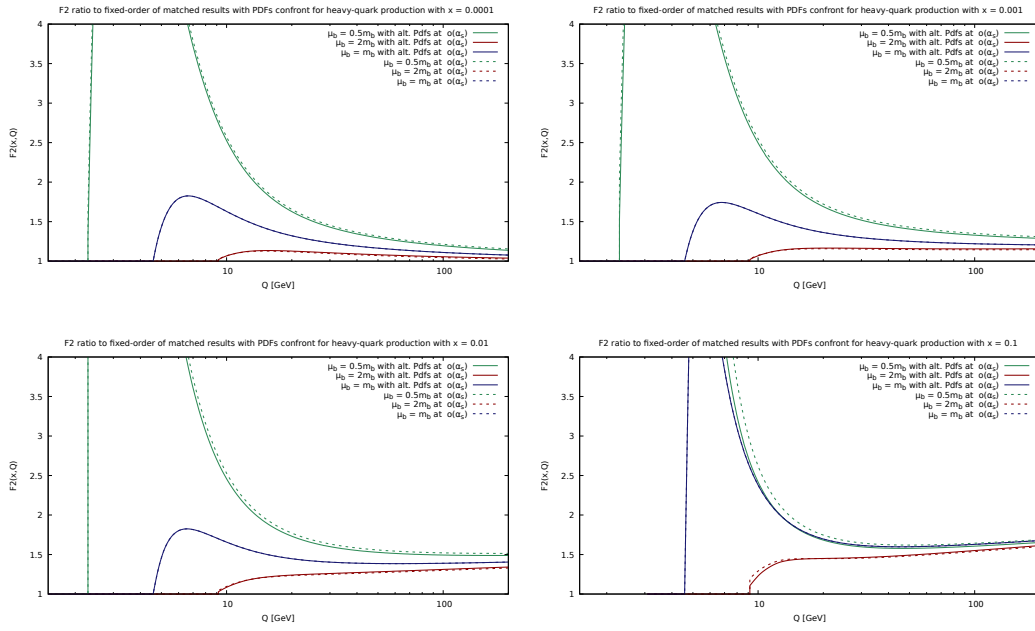 F2 ratio to fixed-order of matched results with PDFs confront for heavy-quark production with x = 0.0001
4
3.5
3
2.5
2
1.5
1
F2(x,Q)
10
100
Q [GeV]
μb = 0.5mb with alt. Pdfs at o(αs)
μb = 2mb with alt. Pdfs at o(αs)
μb = mb with alt. Pdfs at o(αs)
μb = 0.5mb at o(αs)
μb = 2mb at o(αs)
μb = mb at o(αs)
F2 ratio to fixed-order of matched results with PDFs confront for heavy-quark production with x = 0.001
4
3.5
3
2.5
2
1.5
1
F2(x,Q)
10
100
Q [GeV]
μb = 0.5mb with alt. Pdfs at o(αs)
μb = 2mb with alt. Pdfs at o(αs)
μb = mb with alt. Pdfs at o(αs)
μb = 0.5mb at o(αs)
μb = 2mb at o(αs)
μb = mb at o(αs)
F2 ratio to fixed-order of matched results with PDFs confront for heavy-quark production with x = 0.01
4
3.5
3
2.5
2
1.5
1
F2(x,Q)
10
100
Q [GeV]
μb = 0.5mb with alt. Pdfs at o(αs)
μb = 2mb with alt. Pdfs at o(αs)
μb = mb with alt. Pdfs at o(αs)
μb = 0.5mb at o(αs)
μb = 2mb at o(αs)
μb = mb at o(αs)
F2 ratio to fixed-order of matched results with PDFs confront for heavy-quark production with x = 0.1
4
3.5
3
2.5
2
1.5
1
F2(x,Q)
10
100
Q [GeV]
μb = 0.5mb with alt. Pdfs at o(αs)
μb = 2mb with alt. Pdfs at o(αs)
μb = mb with alt. Pdfs at o(αs)
μb = 0.5mb at o(αs)
μb = 2mb at o(αs)
μb = mb at o(αs)